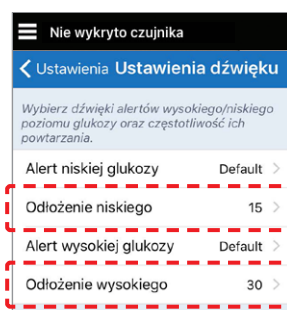 Nie wykryto czujnika
Ustawienia Ustawienia dźwięku
Wybierz dźwięki alertów wysokiego/niskiego
poziomu glukozy oraz częstotliwość ich
powtarzania.
Alert niskiej glukozy Default
Odłożenie niskiego 15
Alert wysokiej glukozy Default
Odłożenie wysokiego 30